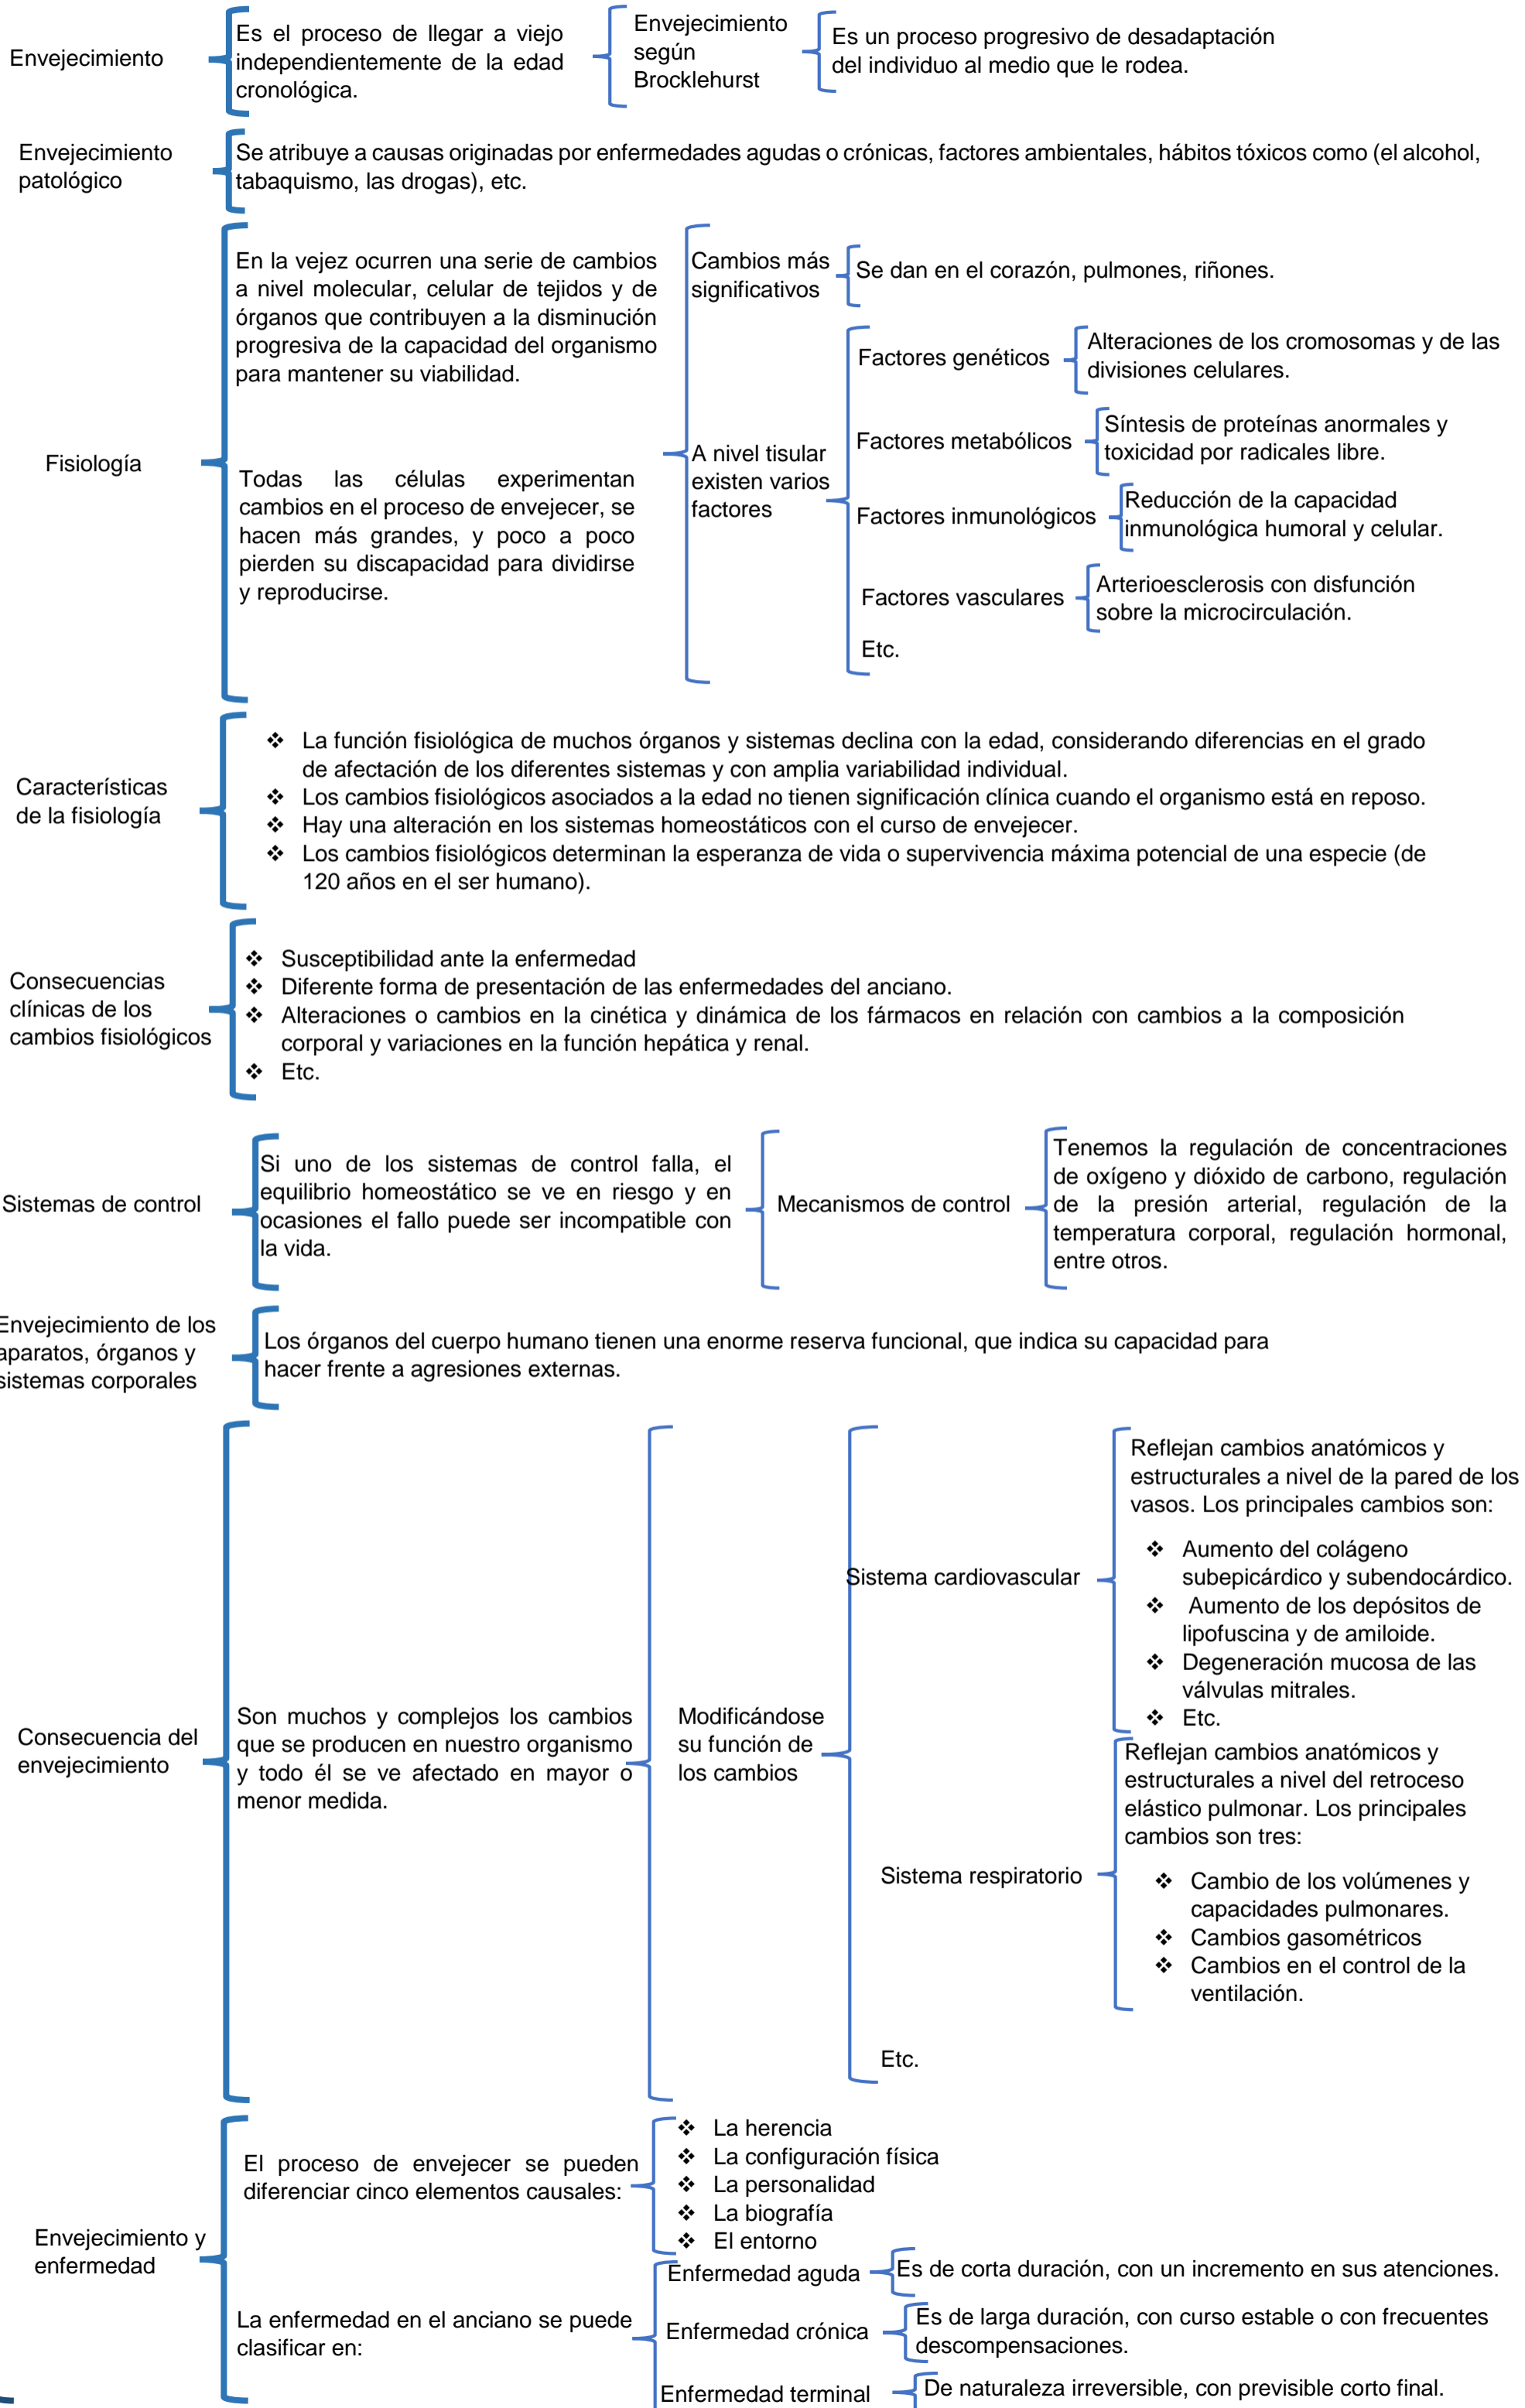 Envejecimiento
Es el proceso de llegar a viejo
independientemente de la edad
cronológica.
Envejecimiento
según
Brocklehurst
Es un proceso progresivo de desadaptación
del individuo al medio que le rodea.
Envejecimiento
patológico
Se atribuye a causas originadas por enfermedades agudas o crónicas, factores ambientales, hábitos tóxicos como (el alcohol,
tabaquismo, las drogas), etc.
Fisiología
En la vejez ocurren una serie de cambios
a nivel molecular, celular de tejidos y de
órganos que contribuyen a la disminución
progresiva de la capacidad del organismo
para mantener su viabilidad.
Todas las células experimentan
cambios en el proceso de envejecer, se
hacen más grandes, y poco a poco
pierden su discapacidad para dividirse
y reproducirse.
Cambios más
significativos
Se dan en el corazón, pulmones, riñones.
A nivel tisular
existen varios
factores
Factores genéticos
Alteraciones de los cromosomas y de las
divisiones celulares.
Factores metabólicos
Síntesis de proteínas anormales y
toxicidad por radicales libre.
Factores inmunológicos
Reducción de la capacidad
inmunológica humoral y celular.
Factores vasculares
Arterioesclerosis con disfunción
sobre la microcirculación.
Etc.
Características
de la fisiología
❖ La función fisiológica de muchos órganos y sistemas declina con la edad, considerando diferencias en el grado
de afectación de los diferentes sistemas y con amplia variabilidad individual.
❖ Los cambios fisiológicos asociados a la edad no tienen significación clínica cuando el organismo está en reposo.
❖ Hay una alteración en los sistemas homeostáticos con el curso de envejecer.
❖ Los cambios fisiológicos determinan la esperanza de vida o supervivencia máxima potencial de una especie (de
120 años en el ser humano).
Consecuencias
clínicas de los
cambios fisiológicos
❖ Susceptibilidad ante la enfermedad
❖ Diferente forma de presentación de las enfermedades del anciano.
❖ Alteraciones o cambios en la cinética y dinámica de los fármacos en relación con cambios a la composición
corporal y variaciones en la función hepática y renal.
❖ Etc.
Sistemas de control
Si uno de los sistemas de control falla, el
equilibrio homeostático se ve en riesgo y en
ocasiones el fallo puede ser incompatible con
la vida.
Mecanismos de control
Tenemos la regulación de concentraciones
de oxígeno y dióxido de carbono, regulación
de la presión arterial, regulación de la
temperatura corporal, regulación hormonal,
entre otros.
Envejecimiento de los
aparatos, órganos y
sistemas corporales
Los órganos del cuerpo humano tienen una enorme reserva funcional, que indica su capacidad para
hacer frente a agresiones externas.
Consecuencia del
envejecimiento
Son muchos y complejos los cambios
que se producen en nuestro organismo
y todo él se ve afectado en mayor o
menor medida.
Modificándose
su función de
los cambios
Sistema cardiovascular
Reflejan cambios anatómicos y
estructurales a nivel de la pared de los
vasos. Los principales cambios son:
❖ Aumento del colágeno
subepicárdico y subendocárdico.
❖ Aumento de los depósitos de
lipofuscina y de amiloide.
❖ Degeneración mucosa de las
válvulas mitrales.
❖ Etc.
Sistema respiratorio
Reflejan cambios anatómicos y
estructurales a nivel del retroceso
elástico pulmonar. Los principales
cambios son tres:
❖ Cambio de los volúmenes y
capacidades pulmonares.
❖ Cambios gasométricos
❖ Cambios en el control de la
ventilación.
Etc.
Envejecimiento y
enfermedad
El proceso de envejecer se pueden
diferenciar cinco elementos causales:
❖ La herencia
❖ La configuración física
❖ La personalidad
❖ La biografía
❖ El entorno
La enfermedad en el anciano se puede
clasificar en:
Enfermedad aguda
Es de corta duración, con un incremento en sus atenciones.
Enfermedad crónica
Es de larga duración, con curso estable o con frecuentes
descompensaciones.
Enfermedad terminal
De naturaleza irreversible, con previsible corto final.